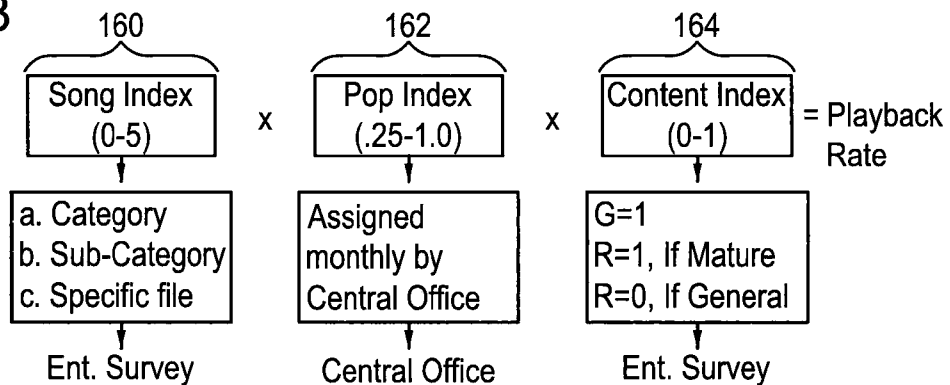 160 162 164
Song Index x Pop Index x Content Index = Playback
(0-5) (.25-1.0) (0-1) Rate
a. Category
b. Sub-Category
c. Specific file
Assigned
monthly by
Central Office
G=1
R=1, If Mature
R=0, If General
Ent. Survey Central Office Ent. Survey